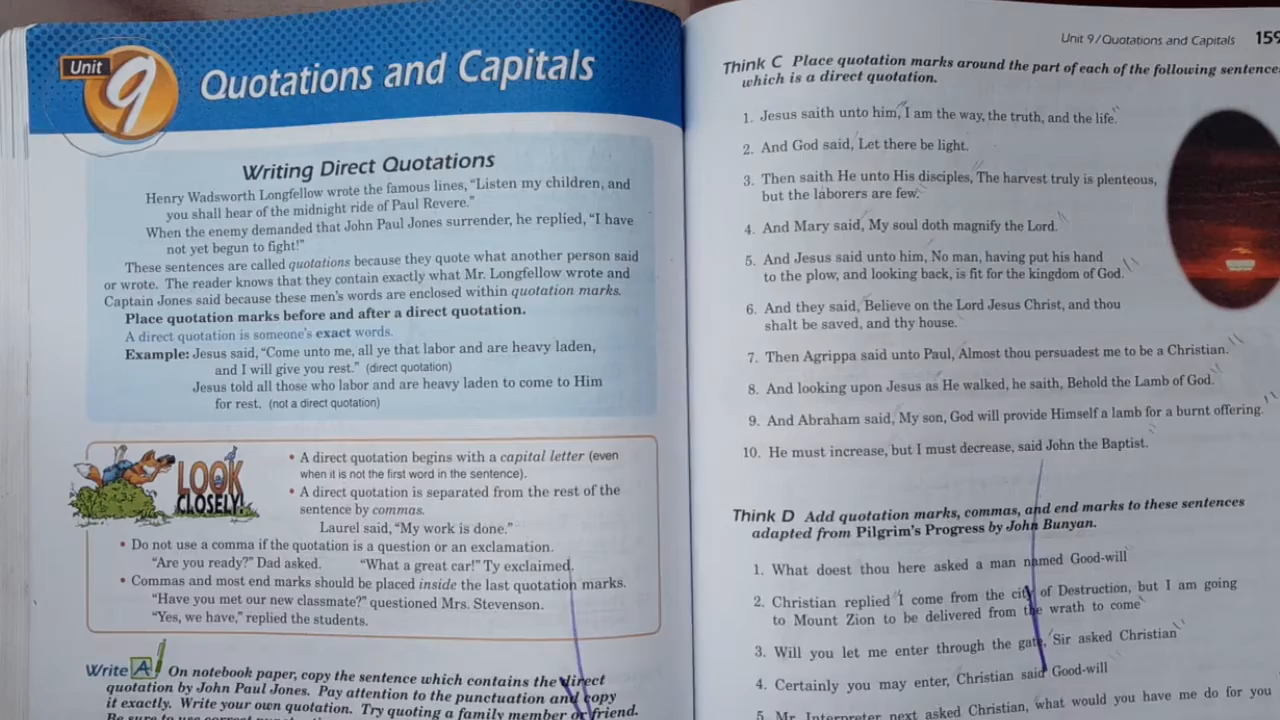 Unit 9
Quotations and Capitals
Writing Direct Quotations
Henry Wadsworth Longfellow wrote the famous lines, “Listen my children, and
you shall hear of the midnight ride of Paul Revere.”
When the enemy demanded that John Paul Jones surrender, he replied, “I have
not yet begun to fight!”
These sentences are called quotations because they quote what another person said
or wrote. The reader knows that they contain exactly what Mr. Longfellow wrote and
Captain Jones said because these men’s words are enclosed within quotation marks.
Place quotation marks before and after a direct quotation.
A direct quotation is someone’s exact words.
Example: Jesus said, “Come unto me, all ye that labor and are heavy laden,
and I will give you rest.” (direct quotation)
Jesus told all those who labor and are heavy laden to come to Him
for rest. (not a direct quotation)
LOOK
CLOSELY!
• A direct quotation begins with a capital letter (even
when it is not the first word in the sentence).
• A direct quotation is separated from the rest of the
sentence by commas.
Laurel said, “My work is done.”
• Do not use a comma if the quotation is a question or an exclamation.
“Are you ready?” Dad asked. “What a great car!” Ty exclaimed.
• Commas and most end marks should be placed inside the last quotation marks.
“Have you met our new classmate?” questioned Mrs. Stevenson.
“Yes, we have,” replied the students.
Write A On notebook paper, copy the sentence which contains the direct
quotation by John Paul Jones. Pay attention to the punctuation and copy
it exactly. Write your own quotation. Try quoting a family member or friend.
Unit 9/Quotations and Capitals 159
Think C Place quotation marks around the part of each of the following sentence
which is a direct quotation.
1. Jesus saith unto him, "I am the way, the truth, and the life."
2. And God said, Let there be light.
3. Then saith He unto His disciples, "The harvest truly is plenteous,
but the laborers are few."
4. And Mary said, My soul doth magnify the Lord."
5. And Jesus said unto him, No man, having put his hand
to the plow, and looking back, is fit for the kingdom of God."
6. And they said, Believe on the Lord Jesus Christ, and thou
shalt be saved, and thy house."
7. Then Agrippa said unto Paul, Almost thou persuadest me to be a Christian."
8. And looking upon Jesus as He walked, he saith, Behold the Lamb of God."
9. And Abraham said, My son, God will provide Himself a lamb for a burnt offering."
10. He must increase, but I must decrease, said John the Baptist.
Think D Add quotation marks, commas, and end marks to these sentences
adapted from Pilgrim’s Progress by John Bunyan.
1. What doest thou here asked a man named Good-will
2. Christian replied "I come from the city of Destruction, but I am going
to Mount Zion to be delivered from the wrath to come"
3. Will you let me enter through the gate, "Sir asked Christian"
4. Certainly you may enter, Christian said Good-will
5. Mr. Interpreter next asked Christian, what would you have me do for you